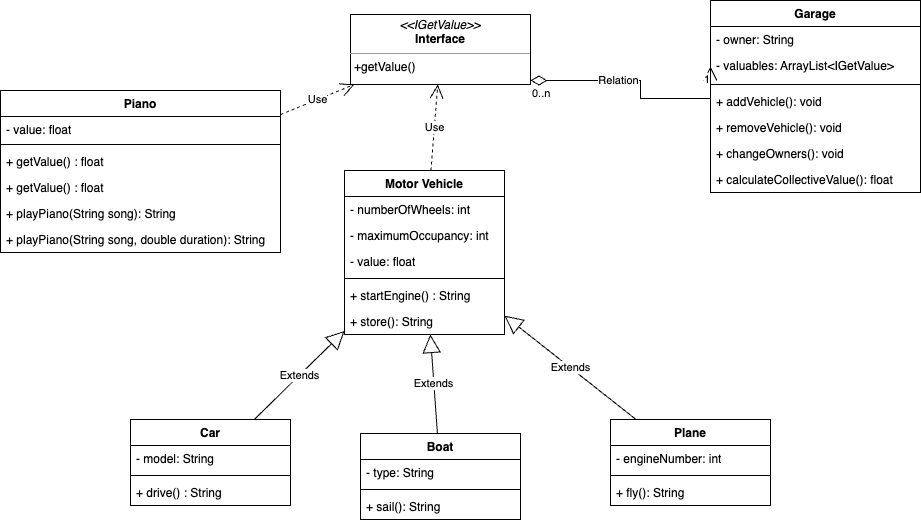 <<IGetValue>>
Interface
+getValue()
Garage
- owner: String
- valuables: ArrayList<IGetValue>
+ addVehicle(): void
+ removeVehicle(): void
+ changeOwners(): void
+ calculateCollectiveValue(): float
0..n
Relation
1
Use
Use
Piano
- value: float
+ getValue() : float
+ getValue() : float
+ playPiano(String song): String
+ playPiano(String song, double duration): String
Motor Vehicle
- numberOfWheels: int
- maximumOccupancy: int
- value: float
+ startEngine() : String
+ store(): String
Extends
Extends
Extends
Car
- model: String
+ drive() : String
Boat
- type: String
+ sail(): String
Plane
- engineNumber: int
+ fly(): String